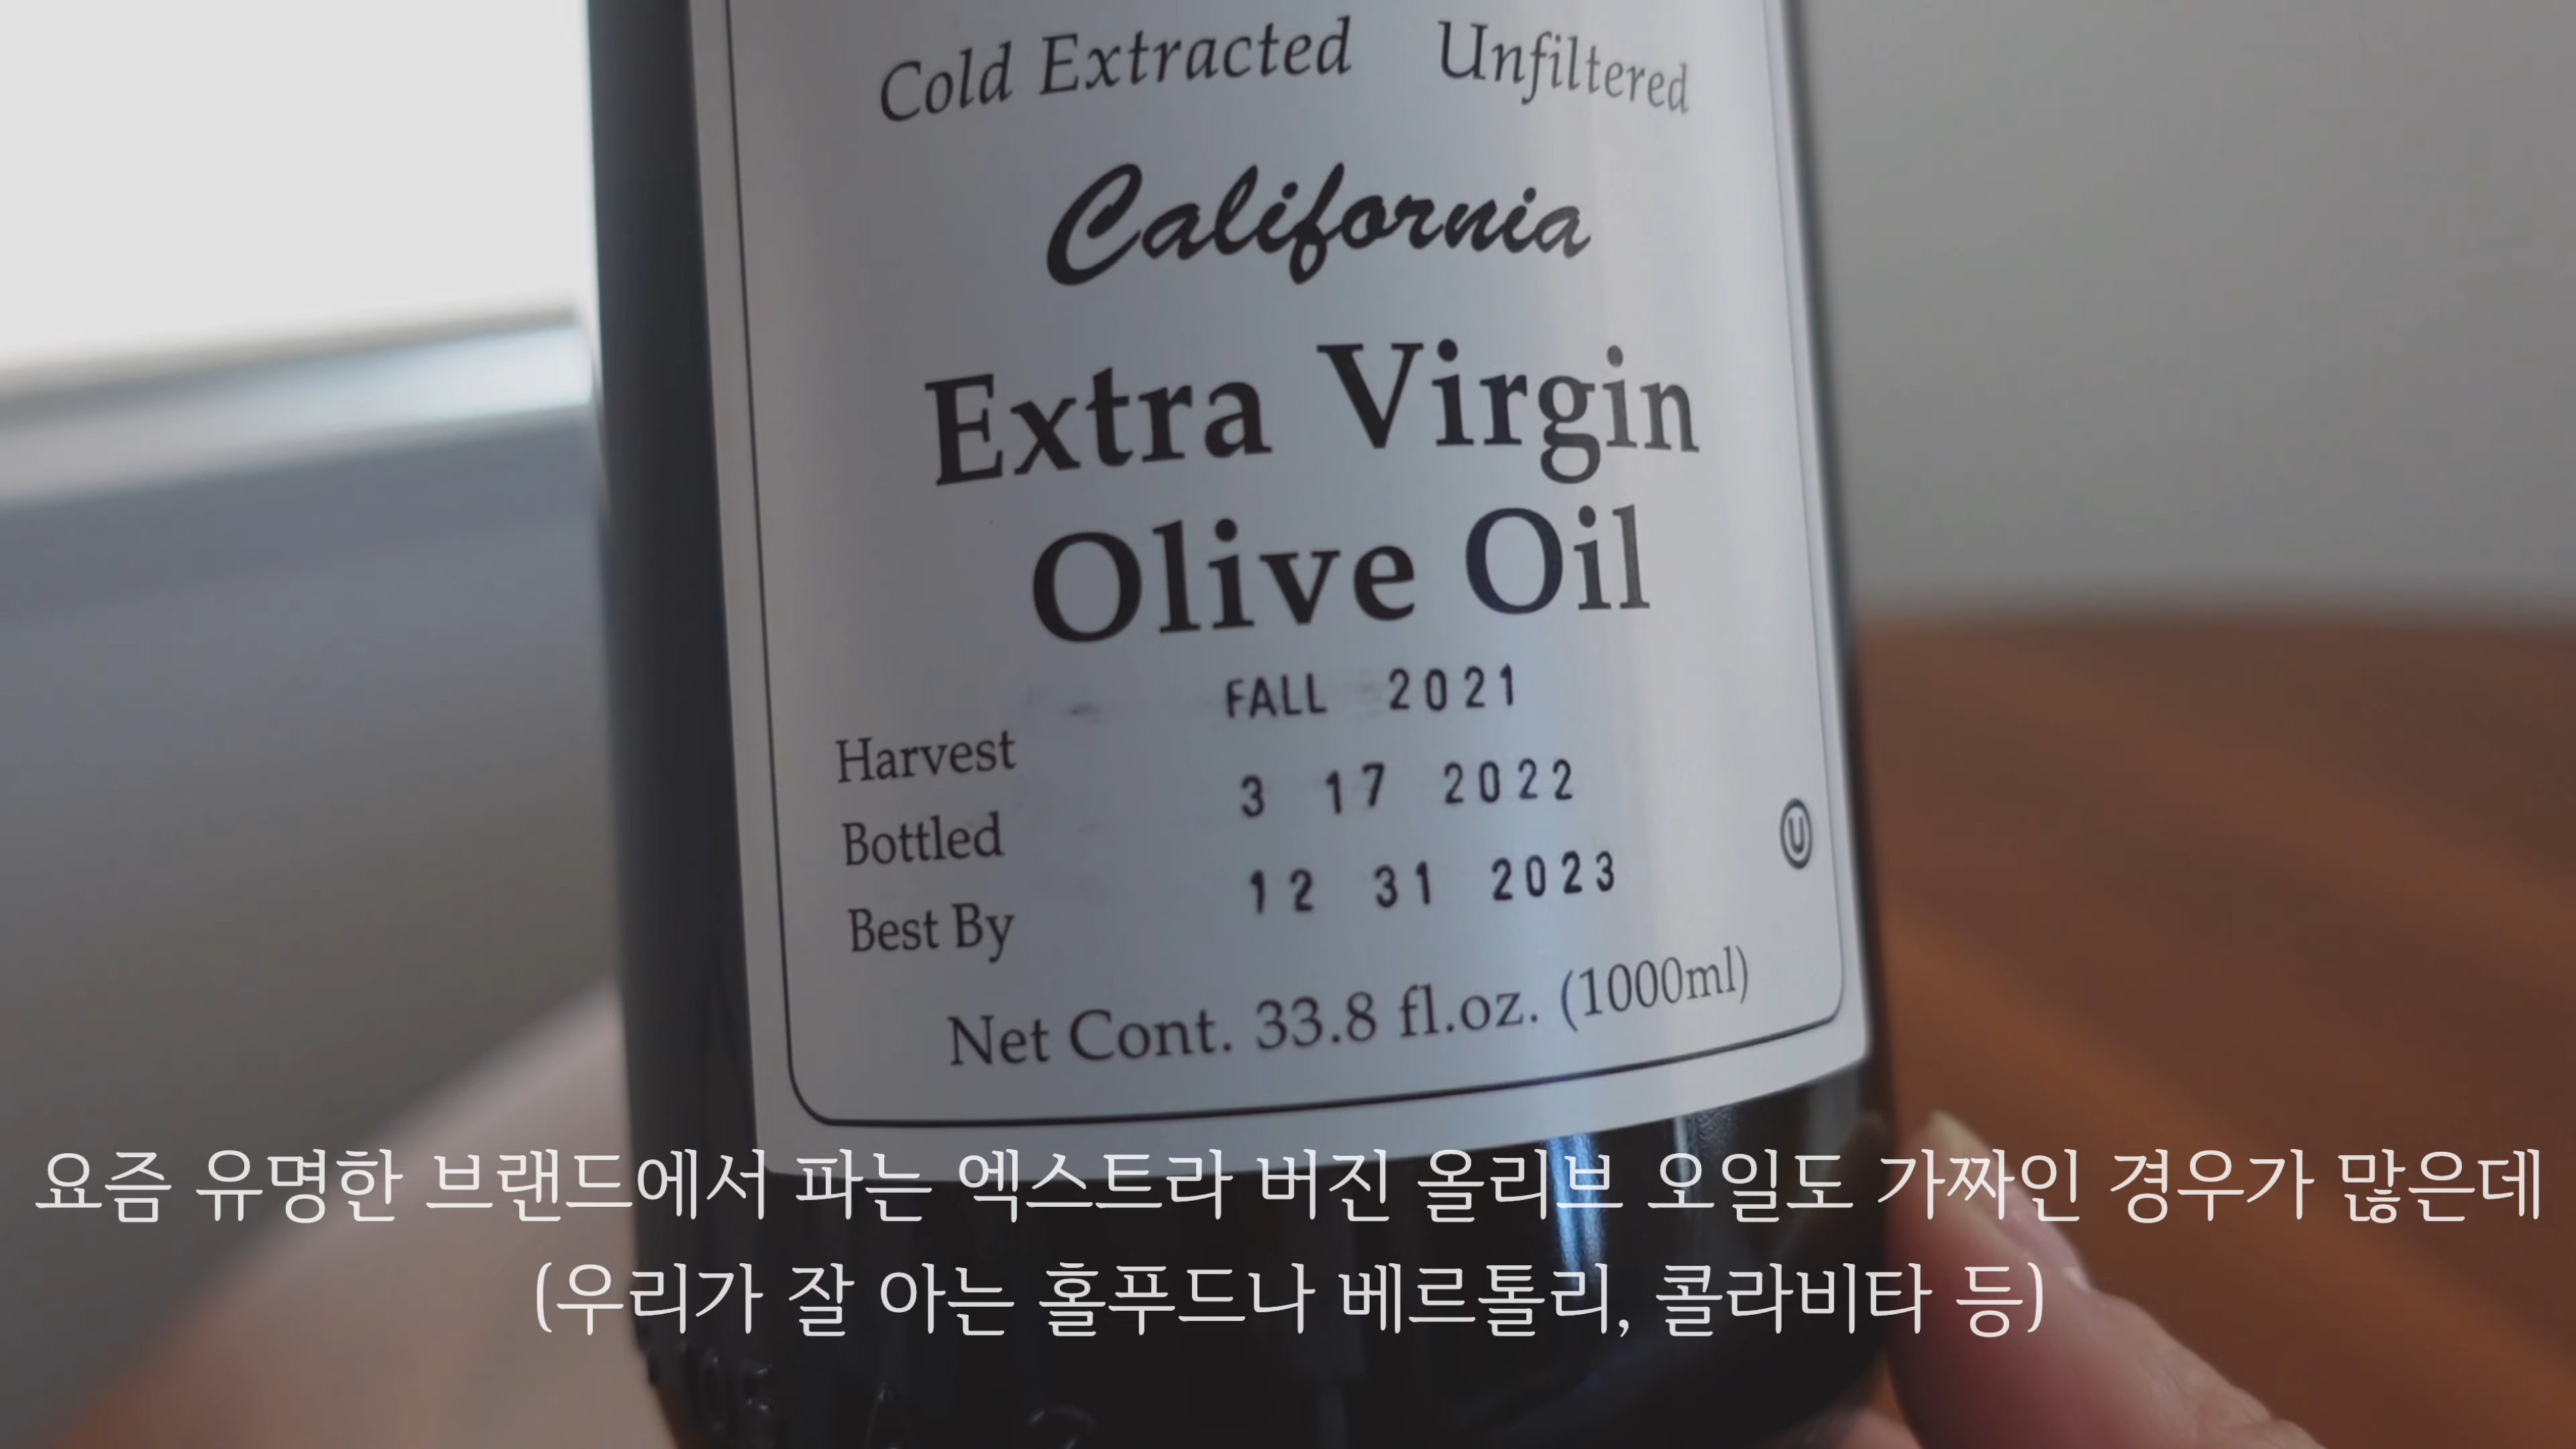 Cold Extracted Unfiltered
California
Extra Virgin
Olive Oil
Harvest FALL 2021
Bottled 3 17 2022
Best By 12 31 2023
U
Net Cont. 33.8 fl.oz. (1000ml)
요즘 유명한 브랜드에서 파는 엑스트라 버진 올리브 오일도 가짜인 경우가 많은데
(우리가 잘 아는 홀푸드나 베르톨리, 콜라비타 등)